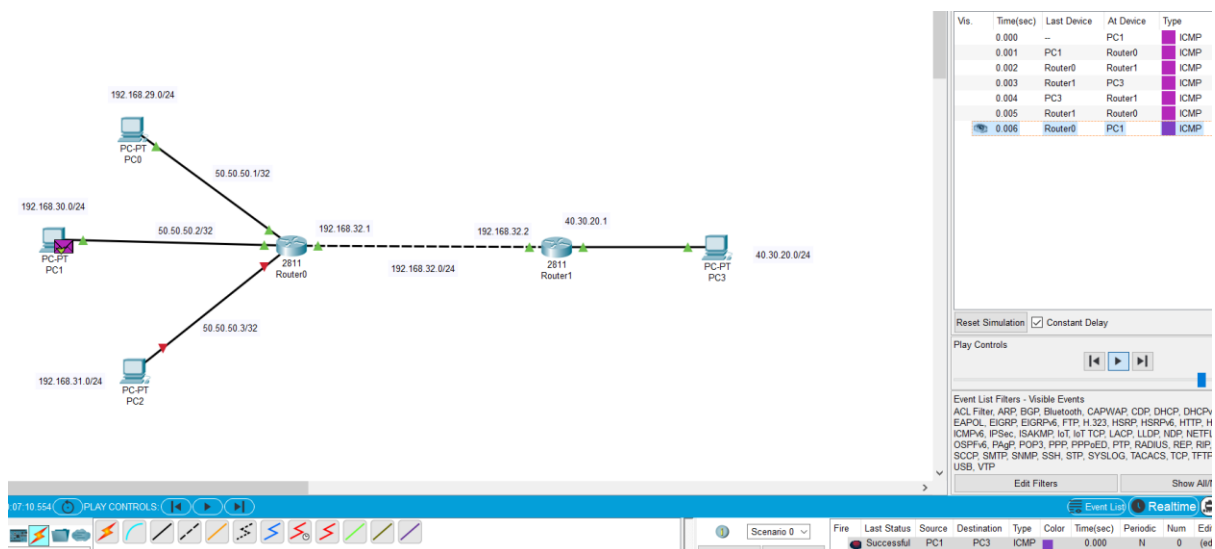 Vis. Time(sec) Last Device At Device Type
0.000 -- PC1 ICMP
0.001 PC1 Router0 ICMP
0.002 Router0 Router1 ICMP
0.003 Router1 PC3 ICMP
0.004 PC3 Router1 ICMP
0.005 Router1 Router0 ICMP
0.006 Router0 PC1 ICMP
192.168.29.0/24
PC-PT
PC0
50.50.50.1/32
192.168.30.0/24
50.50.50.2/32
PC-PT
PC1
192.168.32.1
2811
Router0
192.168.32.0/24
192.168.32.2
40.30.20.1
2811
Router1
PC-PT
PC3
40.30.20.0/24
50.50.50.3/32
192.168.31.0/24
PC-PT
PC2
Reset Simulation Constant Delay
Play Controls
Event List Filters - Visible Events
ACL Filter, ARP, BGP, Bluetooth, CAPWAP, CDP, DHCP, DHCPv
EAPOL, EIGRP, EIGRPv6, FTP, H.323, HSRP, HSRPv6, HTTP, H
ICMPv6, IPSec, ISAKMP, IoT, IoT TCP, LACP, LLDP, NDP, NETFL
OSPFv6, PAgP, POP3, PPP, PPPoED, PTP, RADIUS, REP, RIP,
SCCP, SMTP, SNMP, SSH, STP, SYSLOG, TACACS, TCP, TFTP
USB, VTP
Edit Filters Show All/
:07:10.554 PLAY CONTROLS:
Event List Realtime
Scenario 0
Fire Last Status Source Destination Type Color Time(sec) Periodic Num Edi
Successful PC1 PC3 ICMP 0.000 N 0 (ed